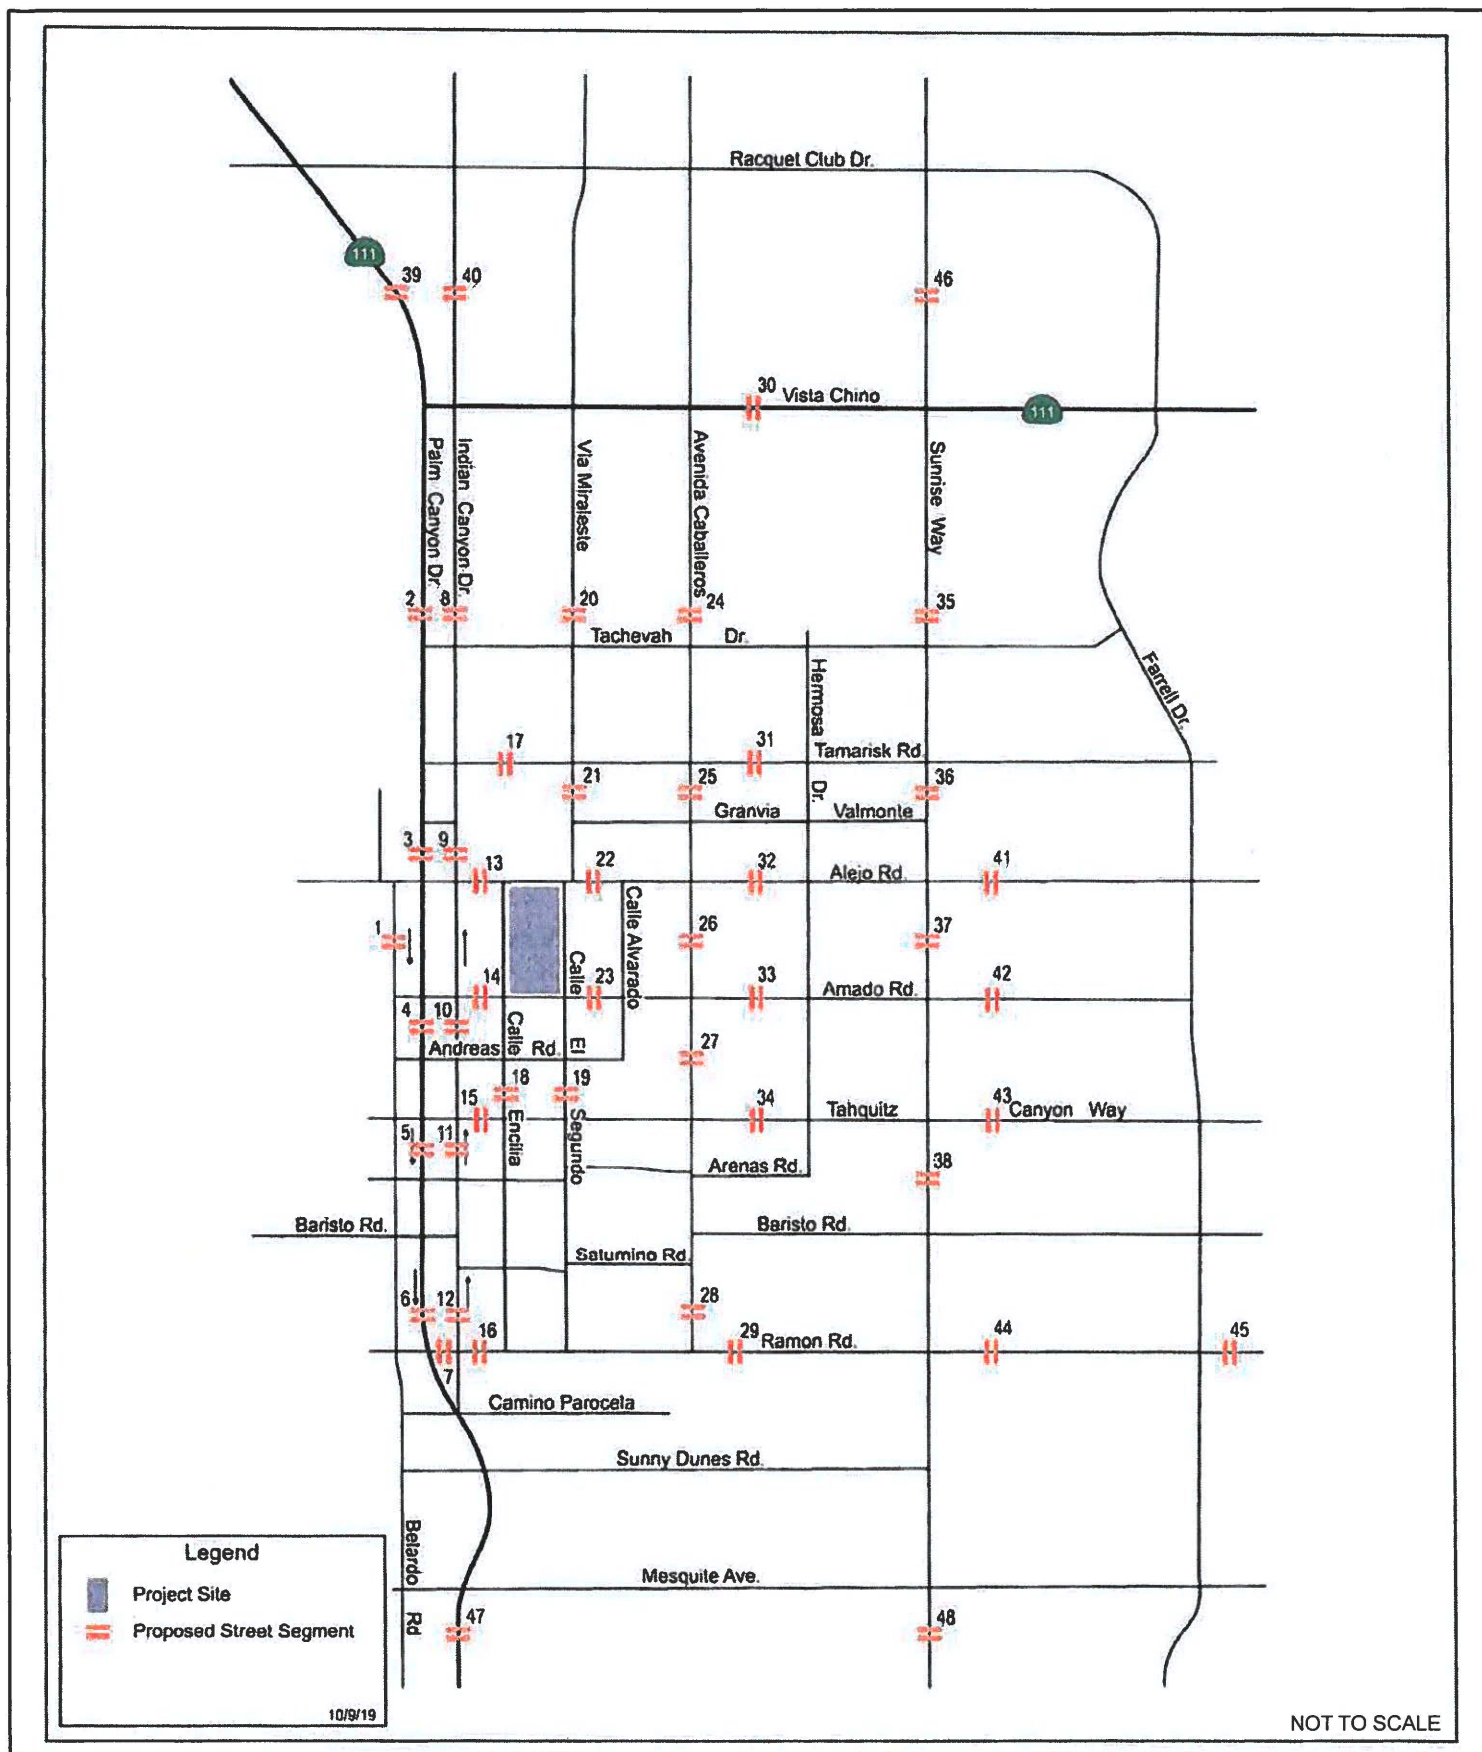 Racquet Club Dr.
111
39
40
46
30
Vista Chino
111
Palm Canyon Dr.
Indian Canyon Dr.
Via Miraleste
Avenida Caballeros
Sunrise Way
2
8
20
24
35
Tachevah Dr.
Hermosa Dr.
Farrell Dr.
17
31
Tamarisk Rd.
21
25
36
Granvia Valmonte
3
9
13
22
32
Alejo Rd.
41
Calle Alvarado
1
26
37
Calle El Segundo
14
23
33
Amado Rd.
42
4
10
Calle Encilia
Andreas Rd.
27
18
19
15
34
Tahquitz Canyon Way
43
5
11
Arenas Rd.
38
Baristo Rd.
Baristo Rd.
Saturnino Rd.
6
12
28
16
29
Ramon Rd.
44
45
7
Camino Parocela
Sunny Dunes Rd.
Belardo Rd
Mesquite Ave.
47
48
Legend
Project Site
Proposed Street Segment
10/9/19
NOT TO SCALE